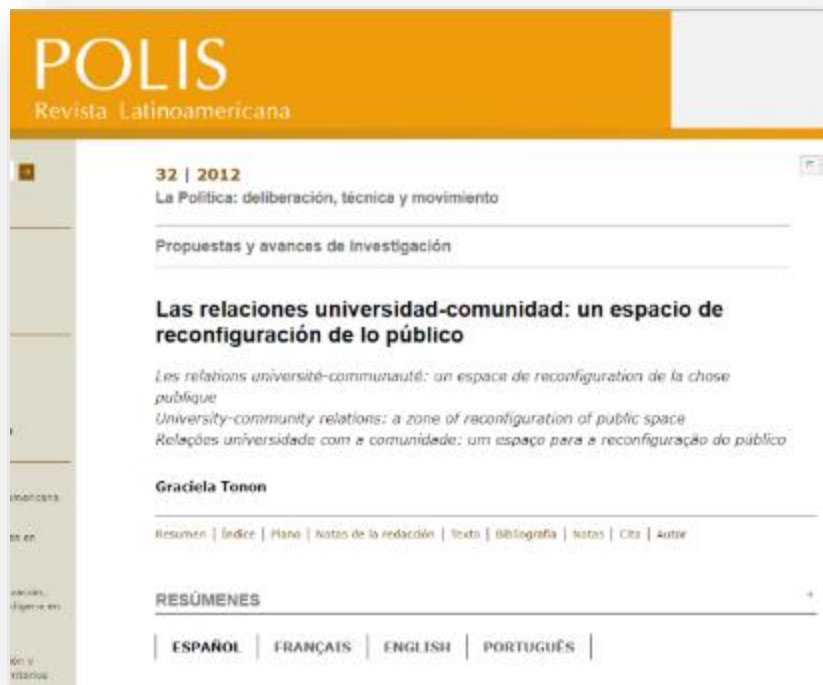 POLIS
Revista Latinoamericana
32 | 2012
La Política: deliberación, técnica y movimiento
Propuestas y avances de investigación
Las relaciones universidad-comunidad: un espacio de
reconfiguración de lo público
Les relations université-communauté: un espace de reconfiguration de la chose
publique
University-community relations: a zone of reconfiguration of public space
Relações universidade com a comunidade: um espaço para a reconfiguração do público
Graciela Tonon
Resumen | Índice | Plano | Notas de la redacción | Texto | Bibliografía | Notas | Cita | Autor
RESÚMENES
ESPAÑOL | FRANÇAIS | ENGLISH | PORTUGUÊS |